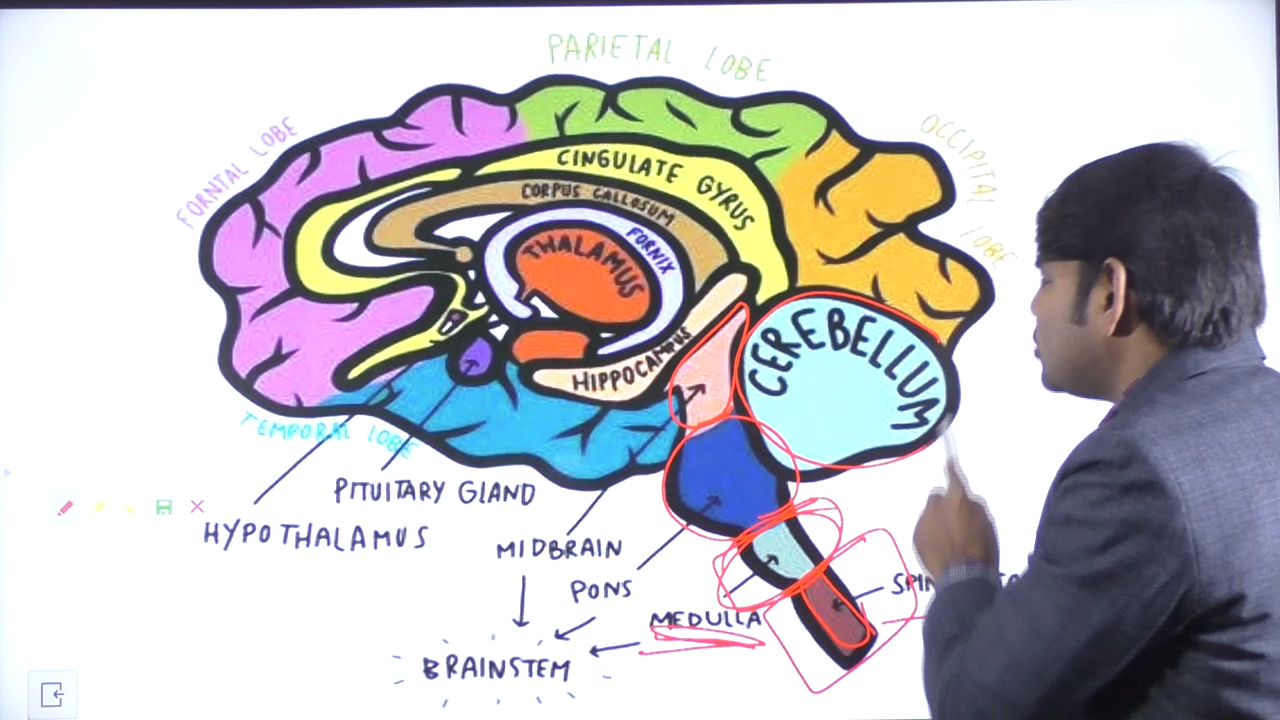 PARIETAL LOBE
FORNTAL LOBE
OCCIPITAL LOBE
CINGULATE GYRUS
CORPUS CALLOSUM
FORNIX
THALAMUS
HIPPOCAMPUS
CEREBELLUM
TEMPORAL LOBE
PITUITARY GLAND
HYPOTHALAMUS
MIDBRAIN
PONS
MEDULLA
BRAINSTEM